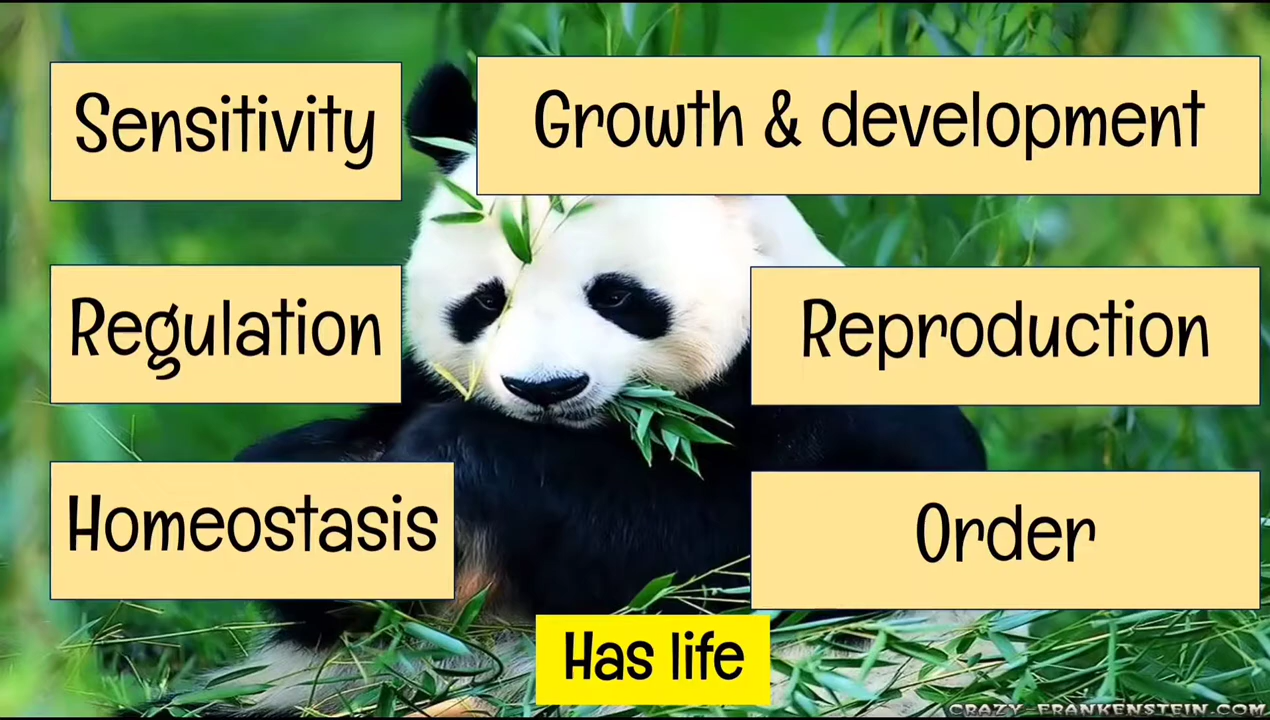 Sensitivity
Growth & development
Regulation
Reproduction
Homeostasis
Order
Has life
CRAZY-FRANKENSTEIN.COM